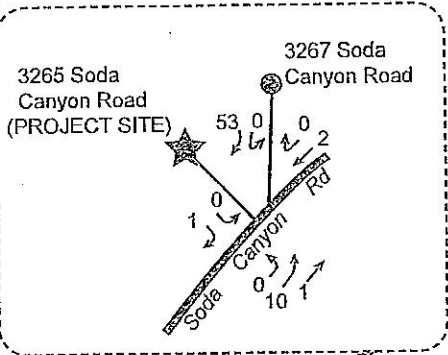 3267 Soda
Canyon Road
3265 Soda
Canyon Road
(PROJECT SITE)
53 0 0
2
0
1
Soda Canyon Rd
0
10 1